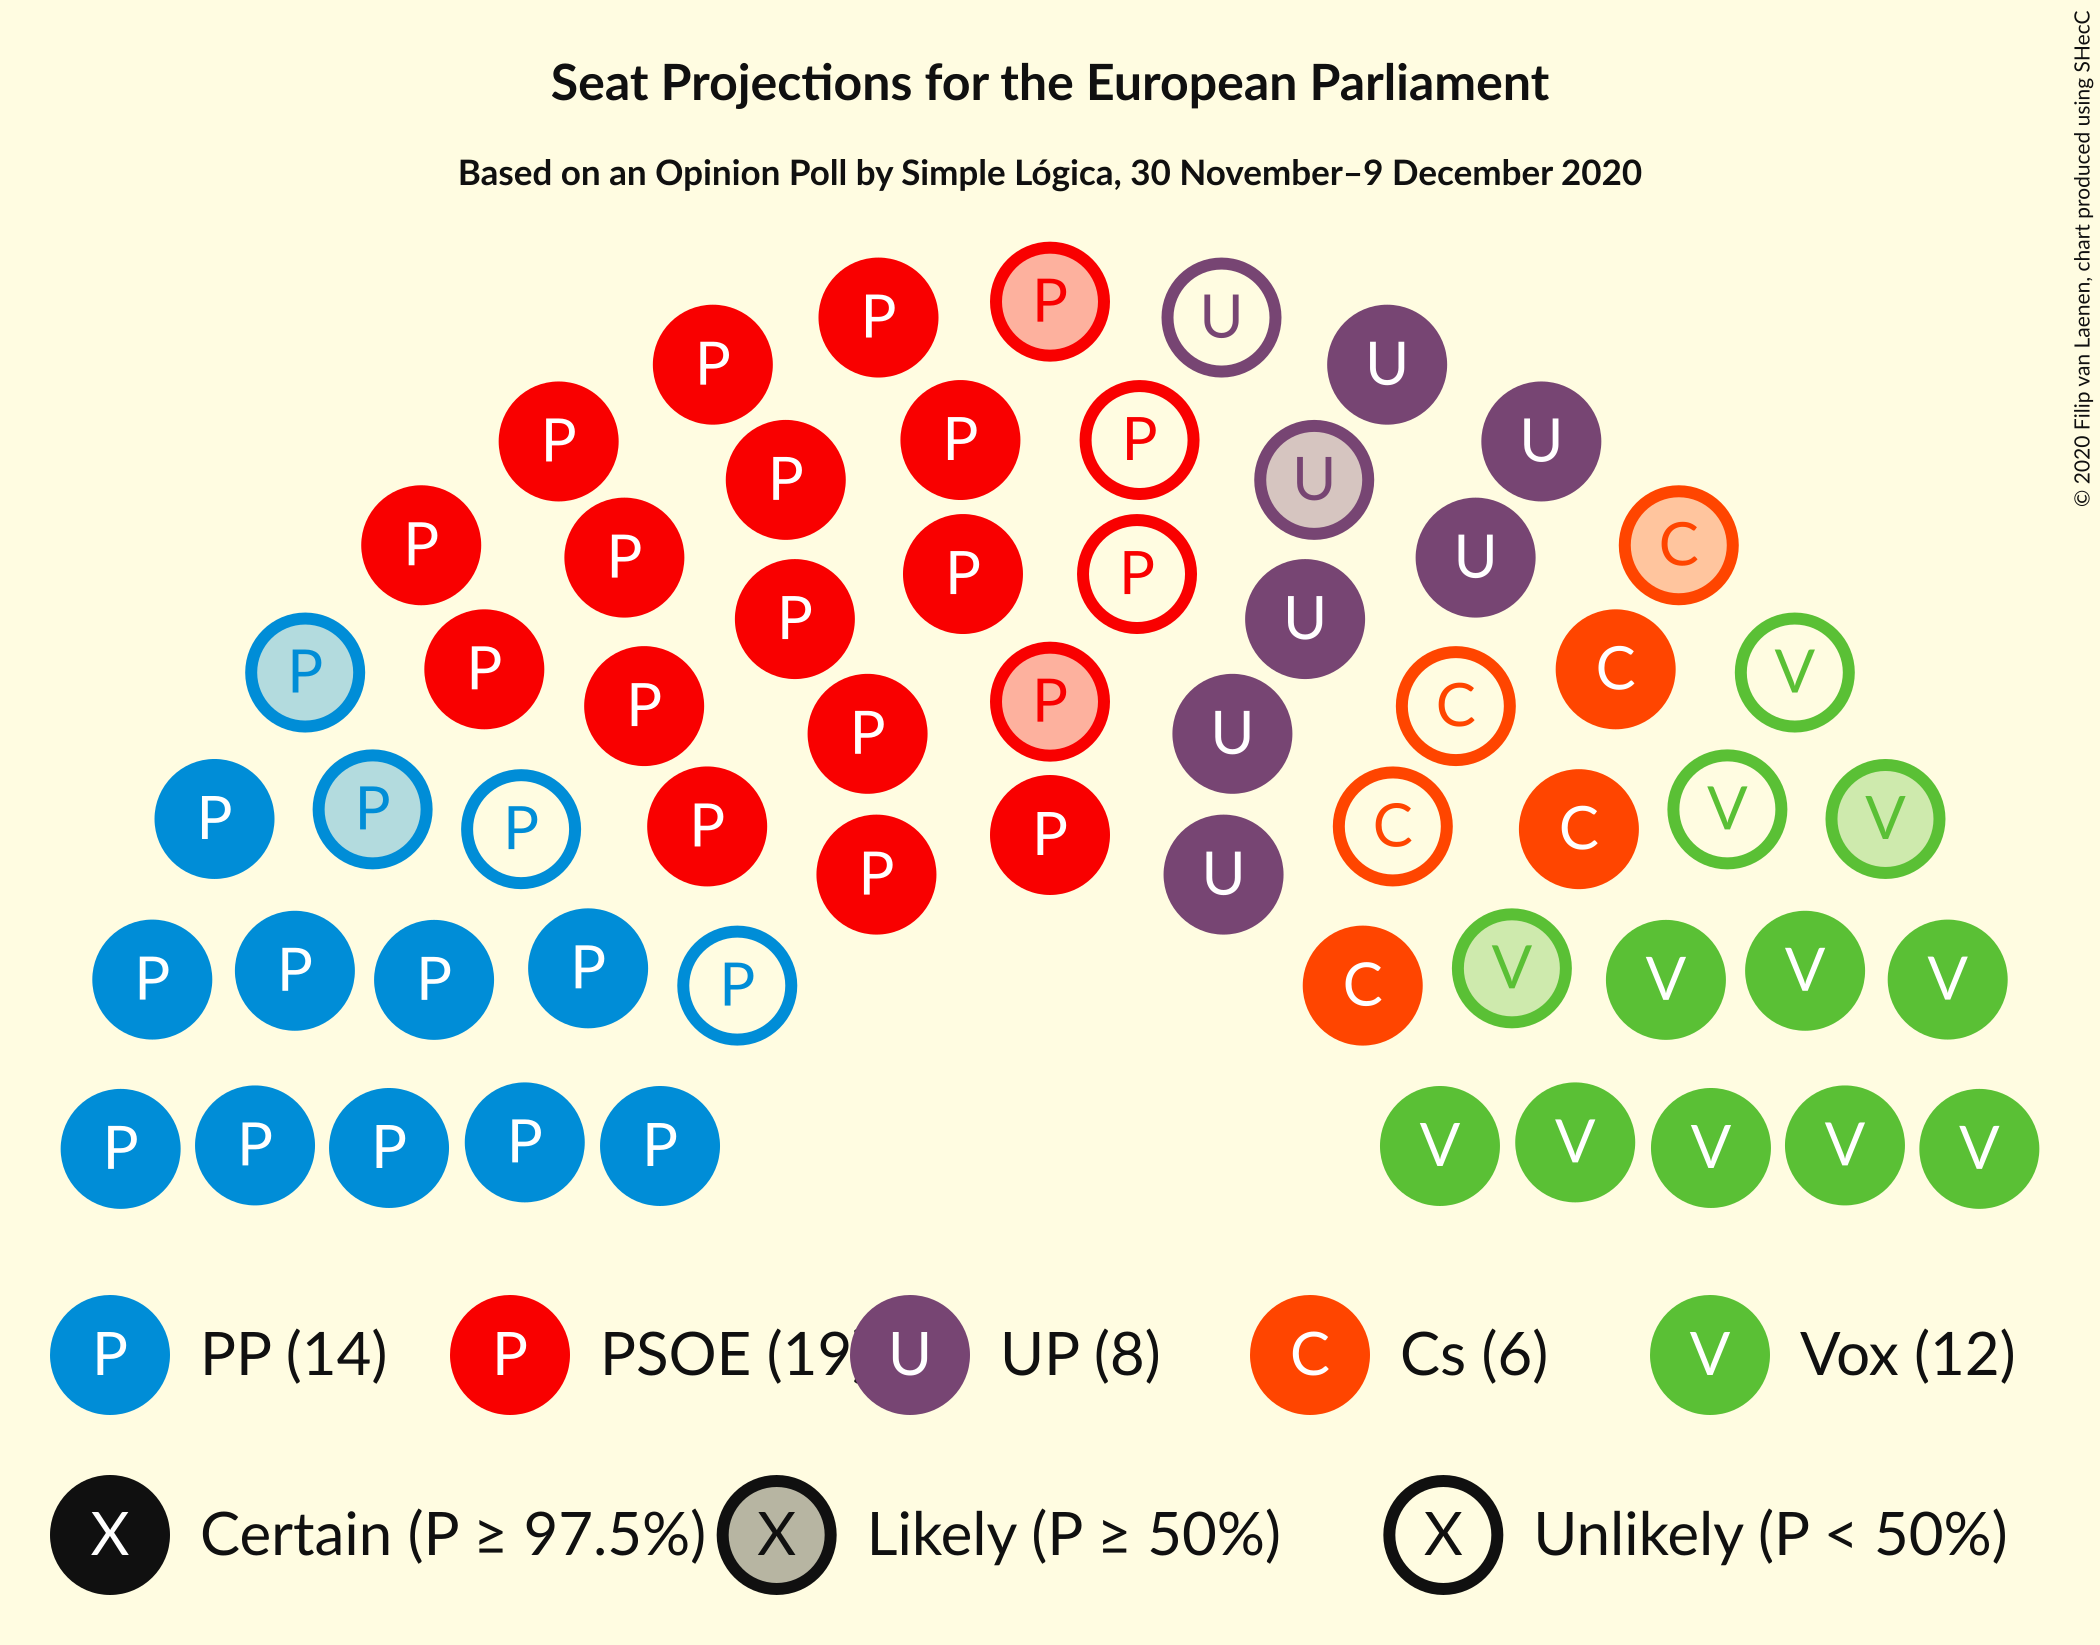 Seat Projections for the European Parliament
Based on an Opinion Poll by Simple Lógica, 30 November–9 December 2020
© 2020 Filip van Laenen, chart produced using SHecC
P P U
P U
P U
P P U
P U
P C
P P U
P P
P U
P V
P C
P C
P P U
P V
P V
P C
P C
P P U
P P C V
P P P P P C V V V V
P P P P P V V V V V
P PP (14) P PSOE (19) U UP (8) C Cs (6) V Vox (12)
X Certain (P ≥ 97.5%) X Likely (P ≥ 50%) X Unlikely (P < 50%)